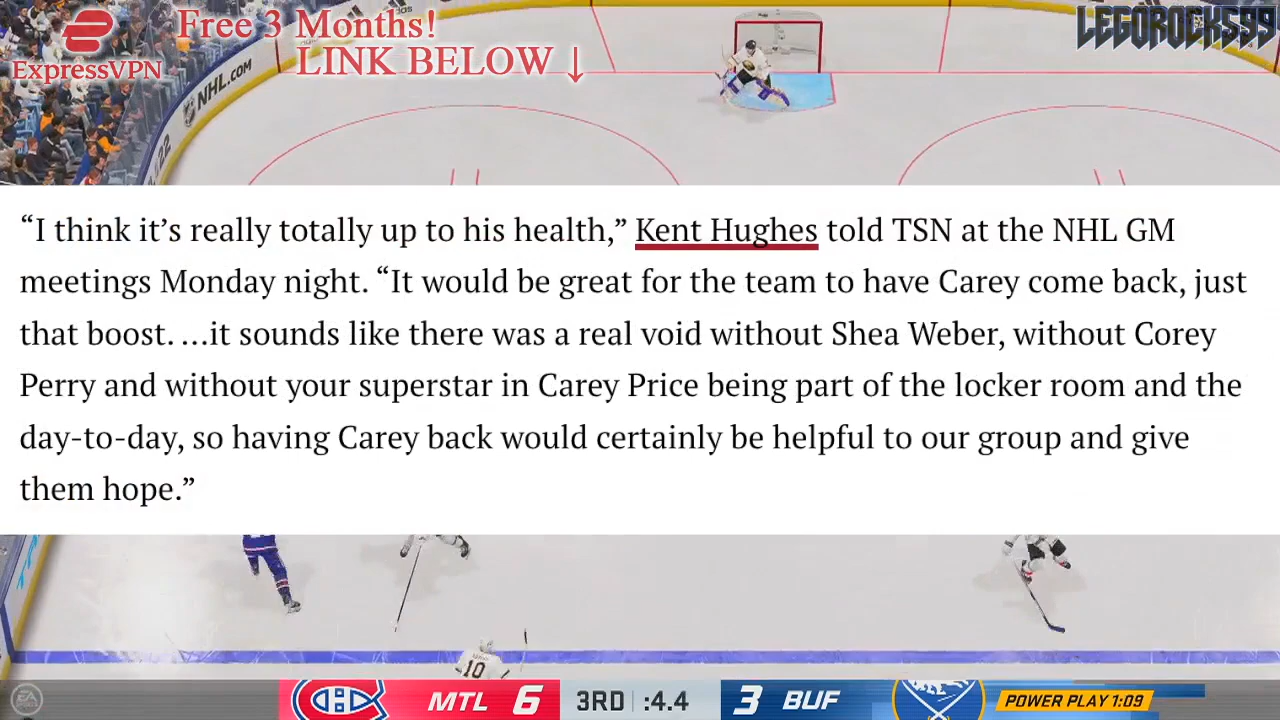 Free 3 Months!
LINK BELOW ↓
ExpressVPN
LEGOROCKS99
NHL.COM
22
“I think it’s really totally up to his health,” Kent Hughes told TSN at the NHL GM
meetings Monday night. “It would be great for the team to have Carey come back, just
that boost. …it sounds like there was a real void without Shea Weber, without Corey
Perry and without your superstar in Carey Price being part of the locker room and the
day-to-day, so having Carey back would certainly be helpful to our group and give
them hope.”
10
EA
MTL 6 3RD :4.4 3 BUF POWER PLAY 1:09